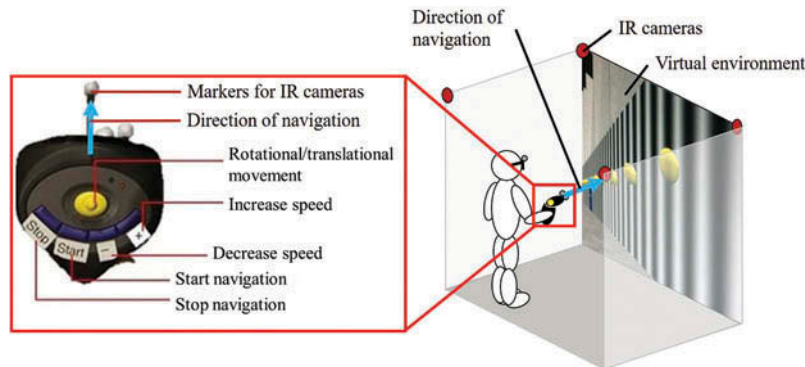 Direction of
navigation
IR cameras
Virtual environment
Markers for IR cameras
Direction of navigation
Rotational/translational
movement
Increase speed
Decrease speed
Start navigation
Stop navigation
Stop
Start
−
+